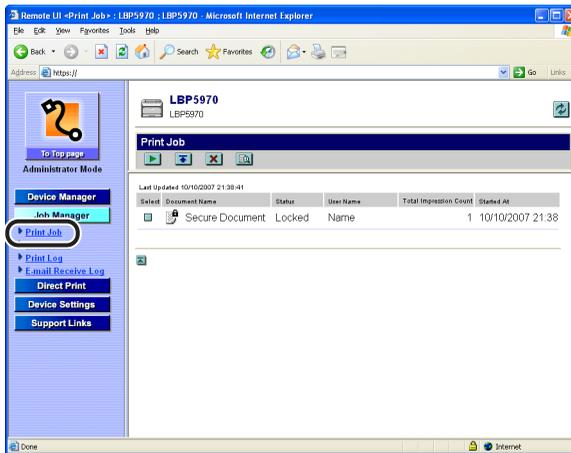 Remote UI <Print Job> : LBP5970 ; LBP5970 - Microsoft Internet Explorer
File Edit View Favorites Tools Help
Back Search Favorites
Address https:// Go Links
To Top page
Administrator Mode
Device Manager
Job Manager
Print Job
Print Log
E-mail Receive Log
Direct Print
Device Settings
Support Links
LBP5970
LBP5970
Print Job
Last Updated 10/10/2007 21:38:41
Select Document Name Status User Name Total Impression Count Started At
Secure Document Locked Name 1 10/10/2007 21:38
Done Internet